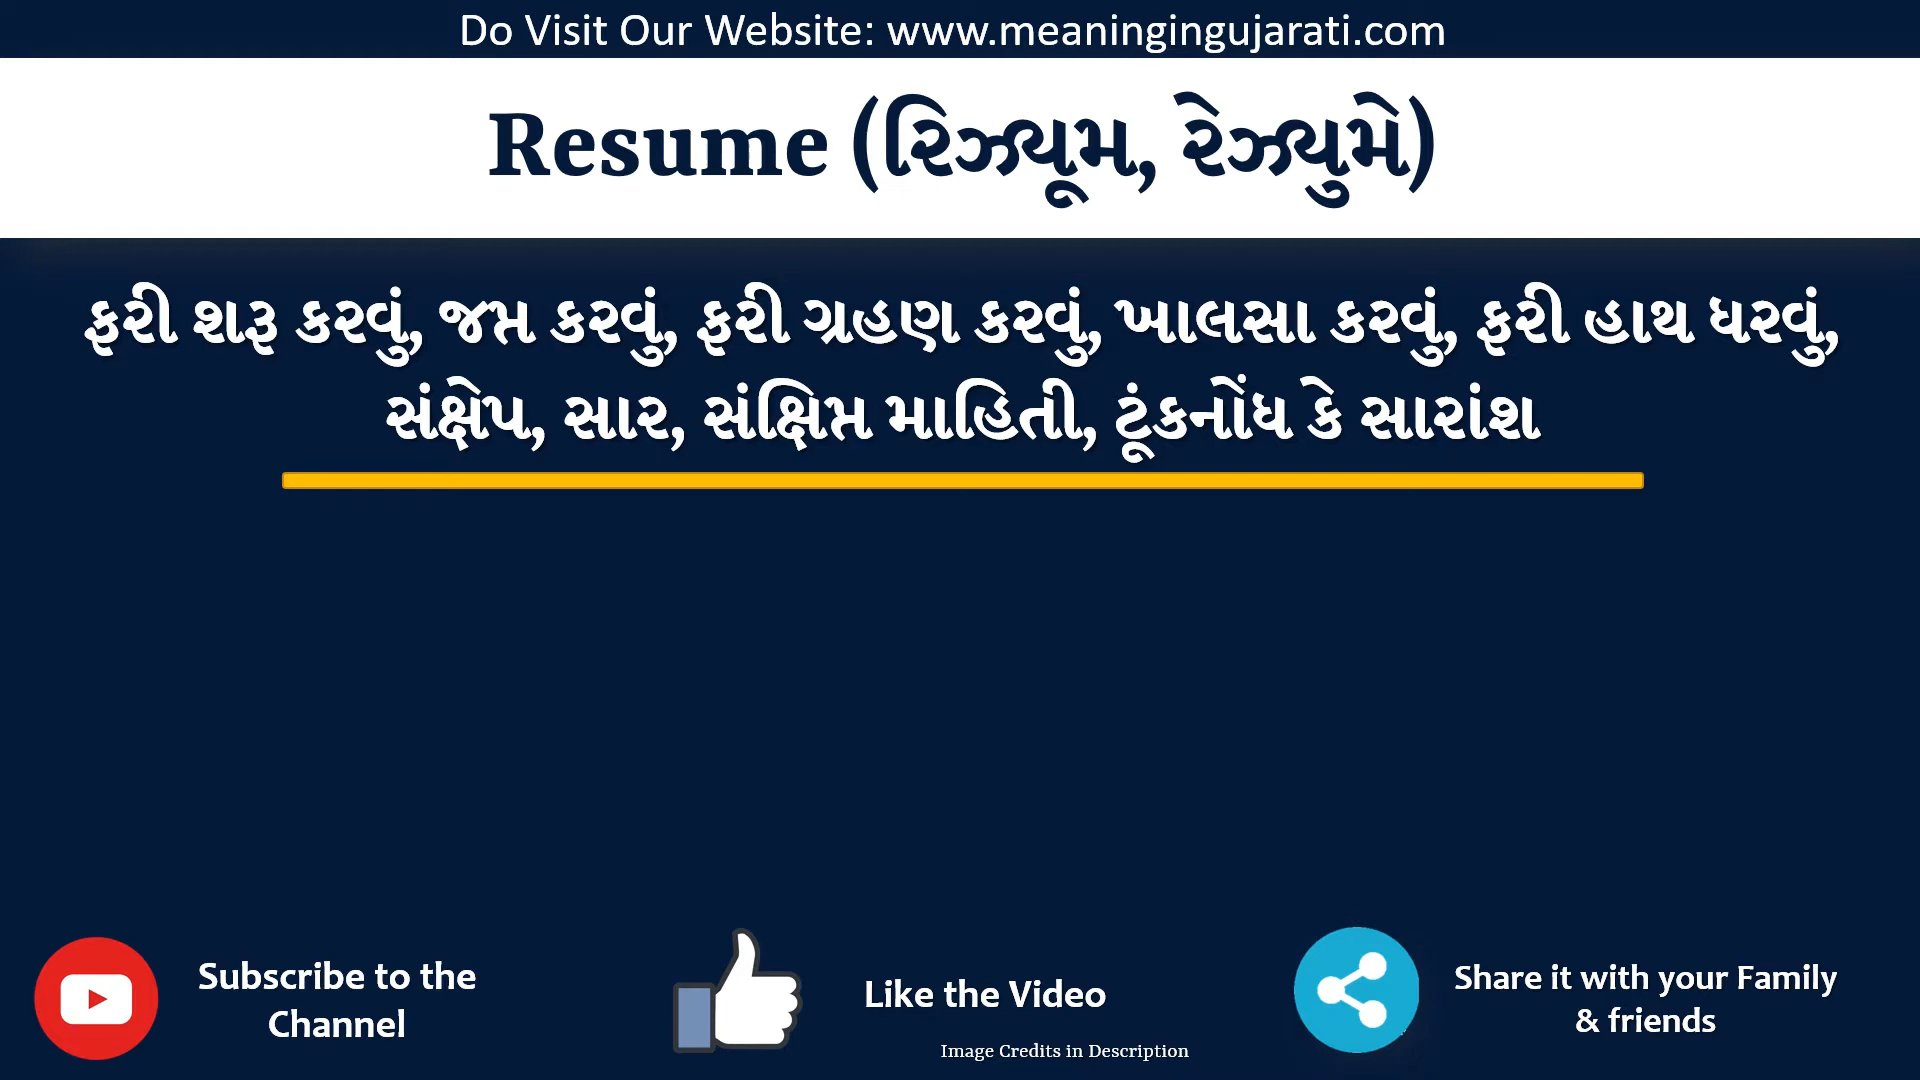 Do Visit Our Website: www.meaningingujarati.com
Resume (રિઝ્યૂમ, રેઝ્યુમે)
ફરી શરૂ કરવું, જપ્ત કરવું, ફરી ગ્રહણ કરવું, ખાલસા કરવું, ફરી હાથ ધરવું,
સંક્ષેપ, સાર, સંક્ષિપ્ત માહિતી, ટૂંકનોંધ કે સારાંશ
Subscribe to the
Channel
Like the Video
Share it with your Family
& friends
Image Credits in Description